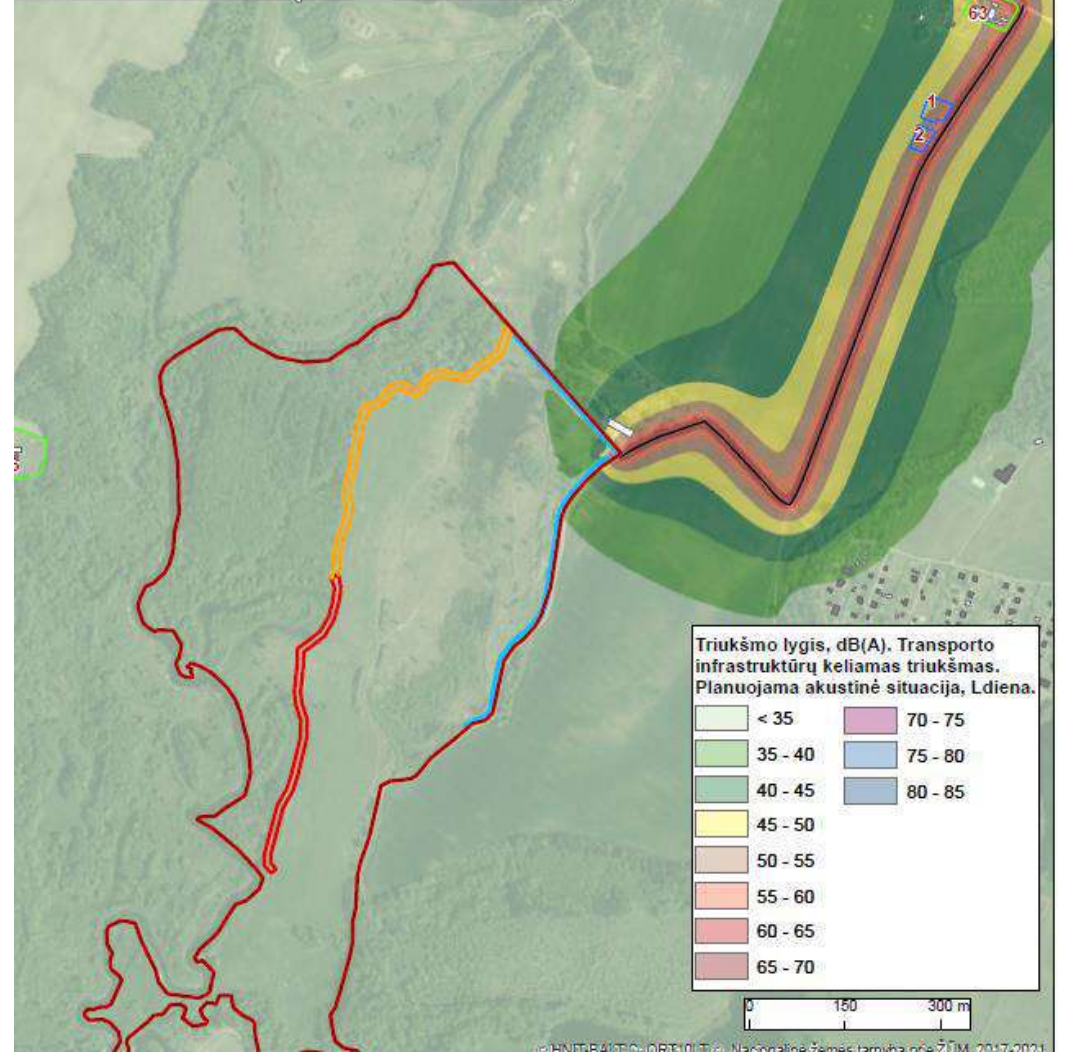 63
1
2
Triukšmo lygis, dB(A). Transporto
infrastruktūrų keliamas triukšmas.
Planuojama akustinė situacija, Ldiena.
< 35
35 - 40
40 - 45
45 - 50
50 - 55
55 - 60
60 - 65
65 - 70
70 - 75
75 - 80
80 - 85
0 150 300 m
Nacionalinė žemės tarnyba prie ŽŪM, 2017-2021